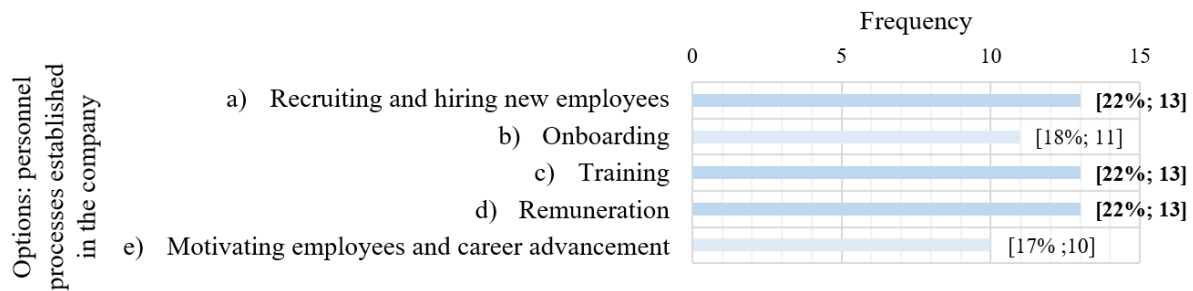 Frequency
0 5 10 15
Options: personnel
processes established
in the company
a) Recruiting and hiring new employees [22%; 13]
b) Onboarding [18%; 11]
c) Training [22%; 13]
d) Remuneration [22%; 13]
e) Motivating employees and career advancement [17% ;10]